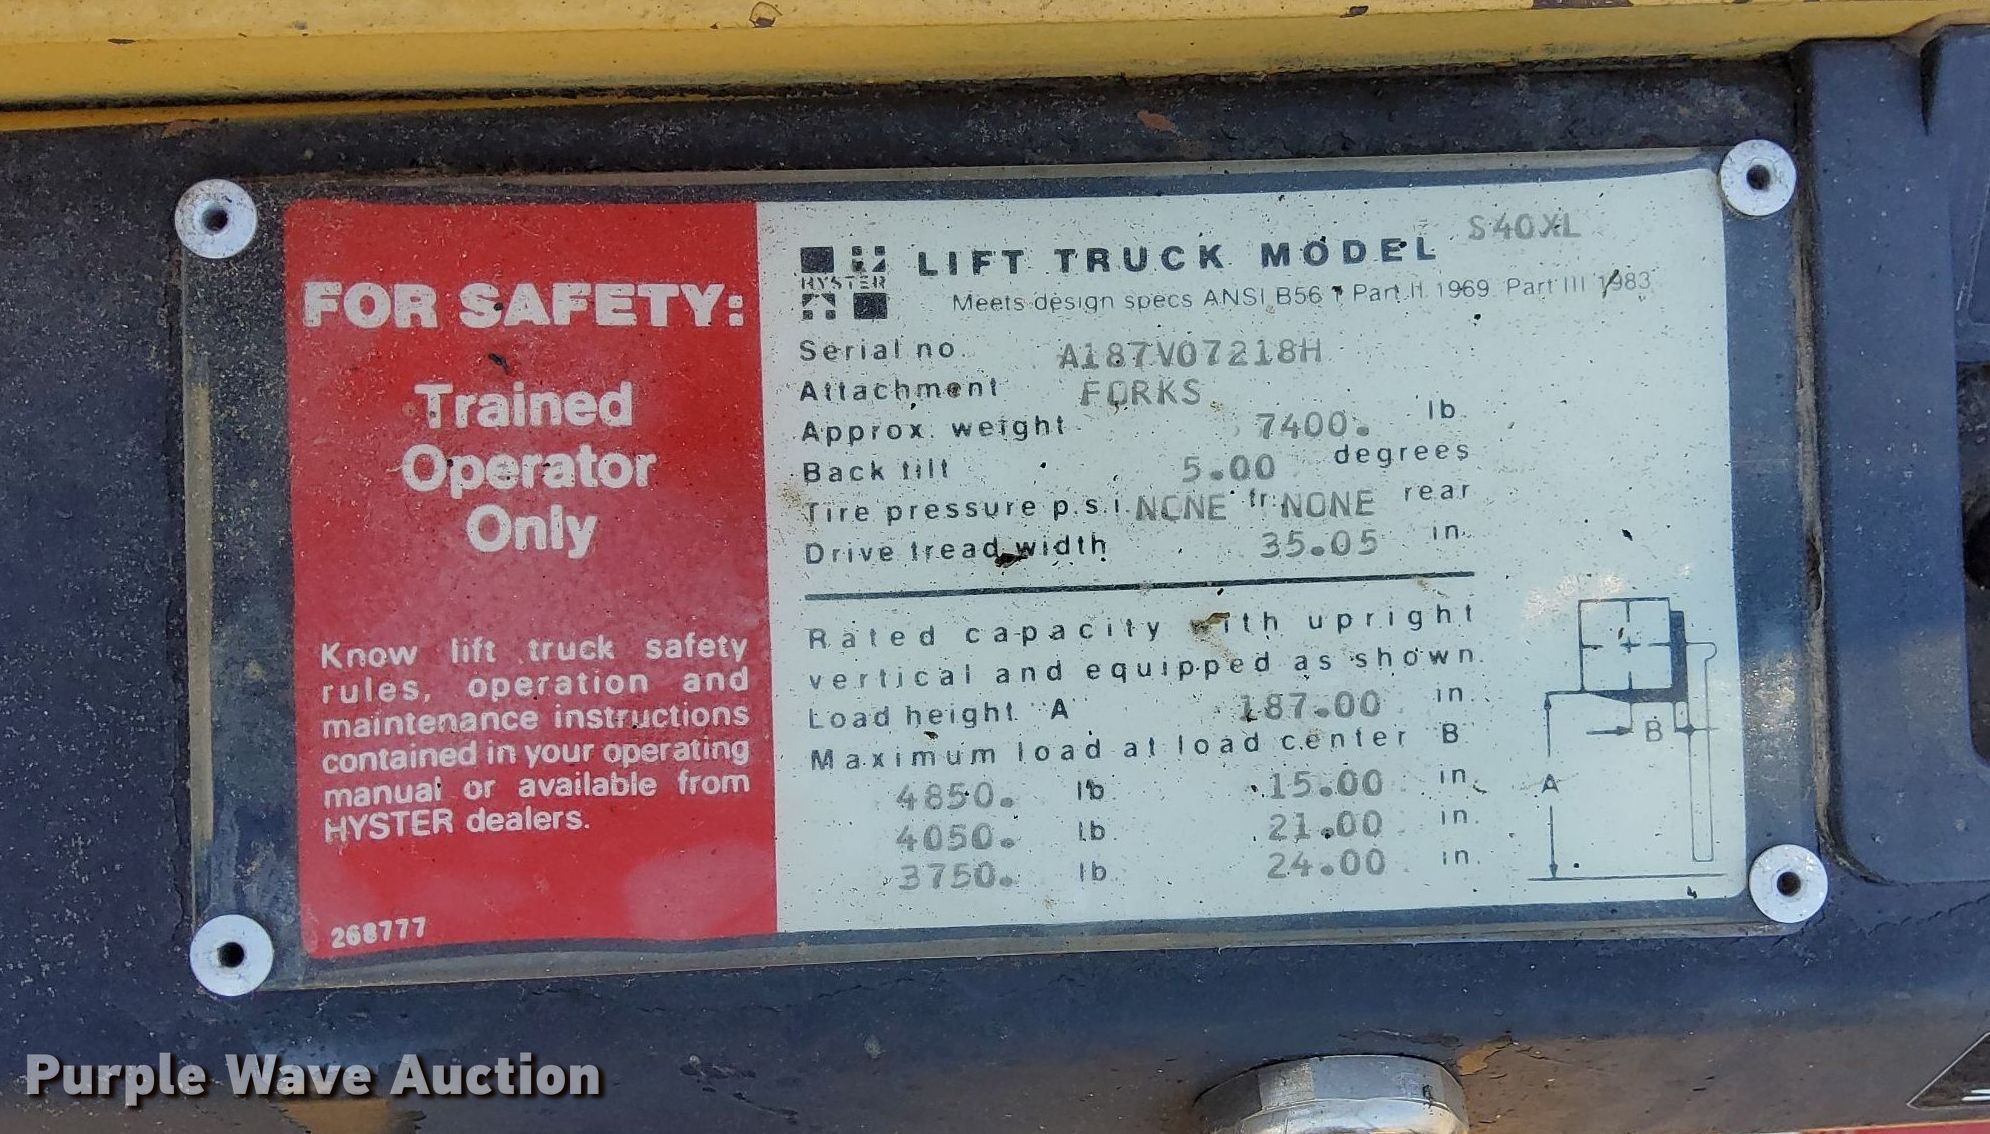 FOR SAFETY:
Trained
Operator
Only
Know lift truck safety
rules, operation and
maintenance instructions
contained in your operating
manual or available from
HYSTER dealers.
268777
HYSTER
LIFT TRUCK MODEL S40XL
Meets design specs ANSI B56 1 Part II 1969 Part III 1983
Serial no. A187V07218H
Attachment FORKS
Approx. weight 7400. lb.
Back tilt 5.00 degrees
Tire pressure p.s.i. NONE fr. NONE rear
Drive tread width 35.05 in.
Rated capacity with upright
vertical and equipped as shown.
Load height "A" 187.00 in.
Maximum load at load center "B"
4850. lb. 15.00 in.
4050. lb. 21.00 in.
3750. lb. 24.00 in.
B
A
Purple Wave Auction